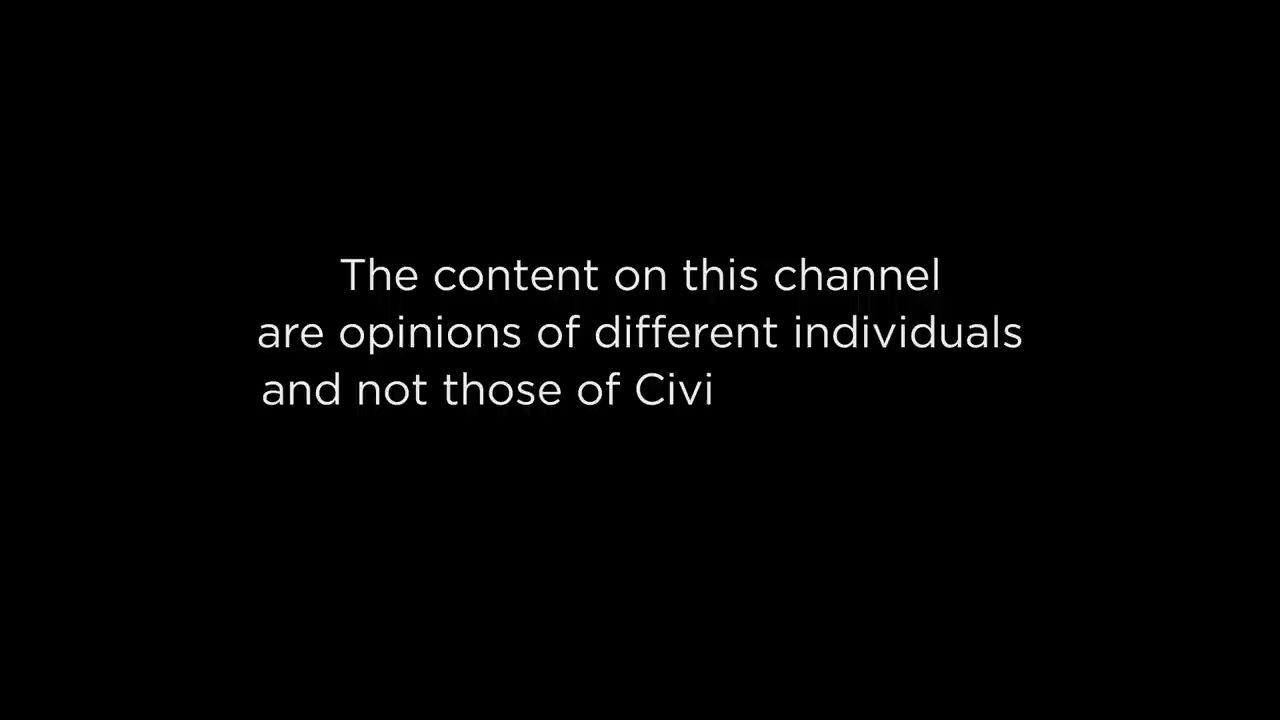 The content on this channel
are opinions of different individuals
and not those of Civi